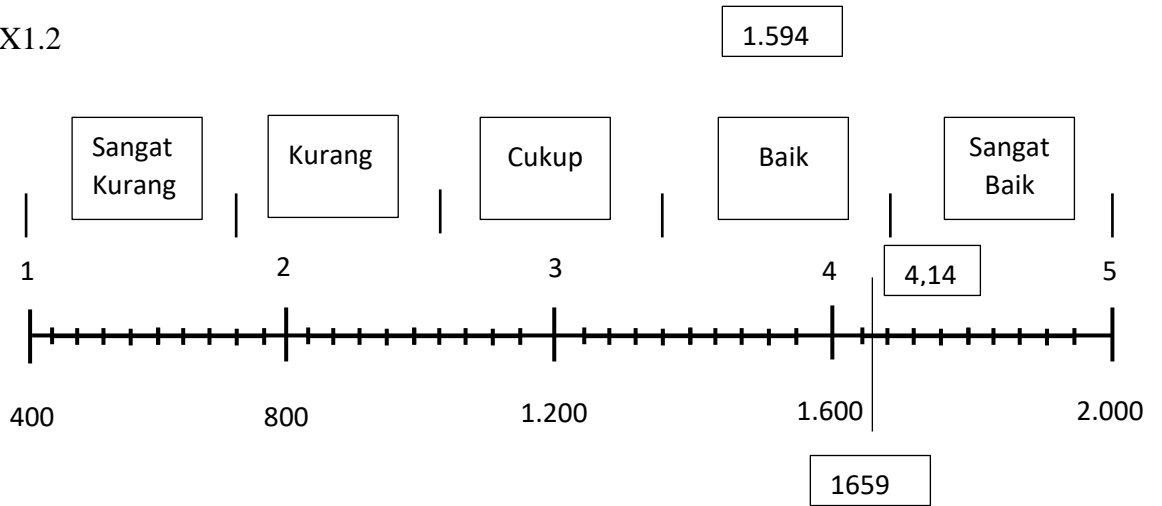 X1.2
1.594
Sangat
Kurang
Kurang
Cukup
Baik
Sangat
Baik
1
2
3
4
4,14
5
400
800
1.200
1.600
2.000
1659